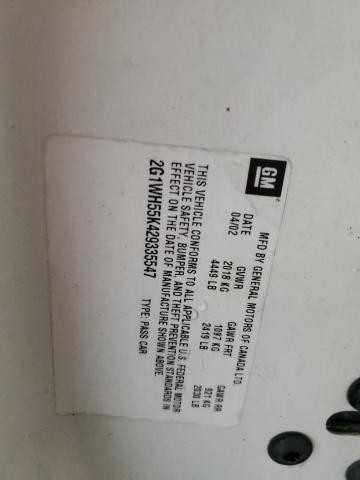 GM
MFD BY GENERAL MOTORS OF CANADA LTD.
DATE GVWR GAWR FRT GAWR RR
04/02 2018 KG 1097 KG 921 KG
4449 LB 2419 LB 2030 LB
THIS VEHICLE CONFORMS TO ALL APPLICABLE U.S. FEDERAL MOTOR
VEHICLE SAFETY, BUMPER, AND THEFT PREVENTION STANDARDS IN
EFFECT ON THE DATE OF MANUFACTURE SHOWN ABOVE.
2G1WH55K429335547 TYPE: PASS CAR